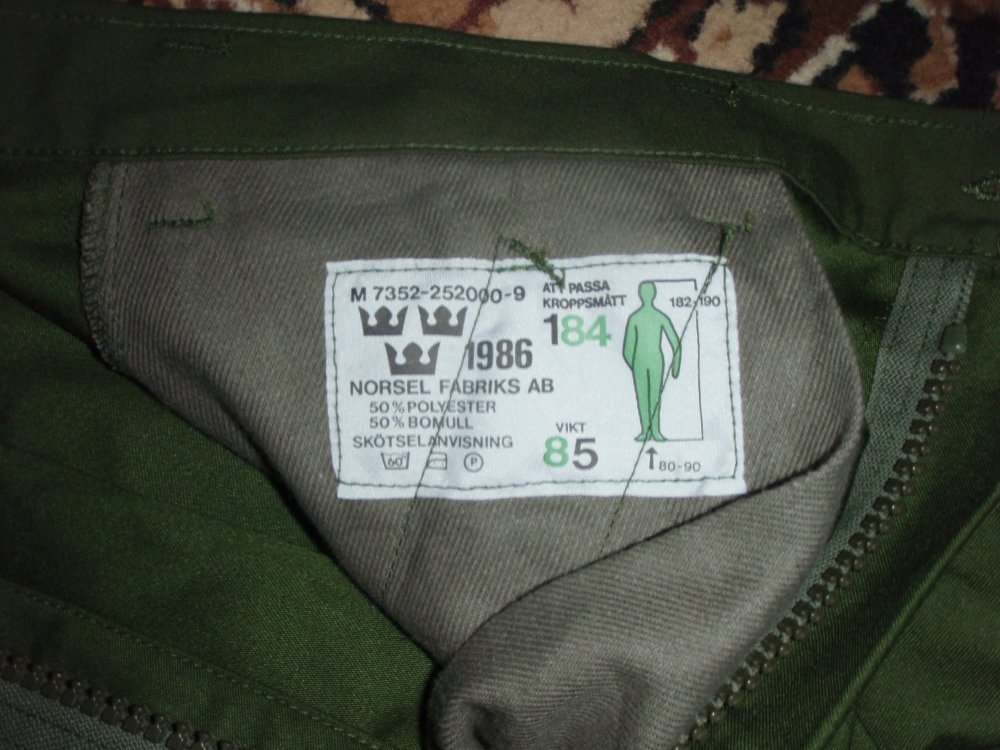 M 7352-252000-9
1986
NORSEL FABRIKS AB
50% POLYESTER
50% BOMULL
SKÖTSELANVISNING
60° P
ATT PASSA
KROPPSMÅTT
184
182-190
VIKT
85
80-90